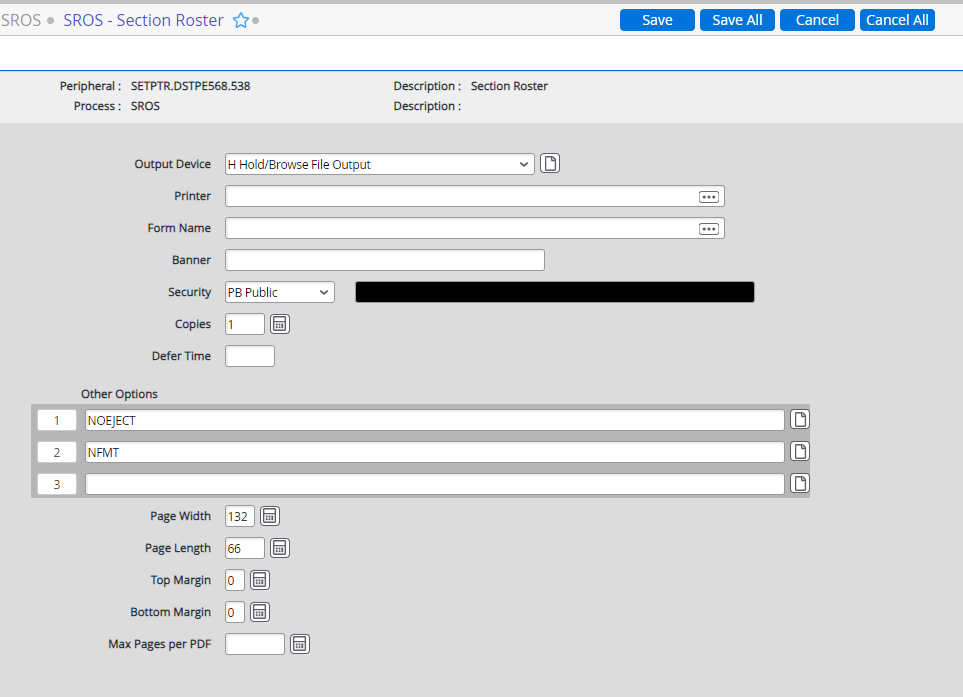 SROS SROS - Section Roster Save Save All Cancel Cancel All
Peripheral : SETPTR.DSTPE568.538 Description : Section Roster
Process : SROS Description :
Output Device H Hold/Browse File Output
Printer
Form Name
Banner
Security PB Public
Copies 1
Defer Time
Other Options
1 NOEJECT
2 NFMT
3
Page Width 132
Page Length 66
Top Margin 0
Bottom Margin 0
Max Pages per PDF